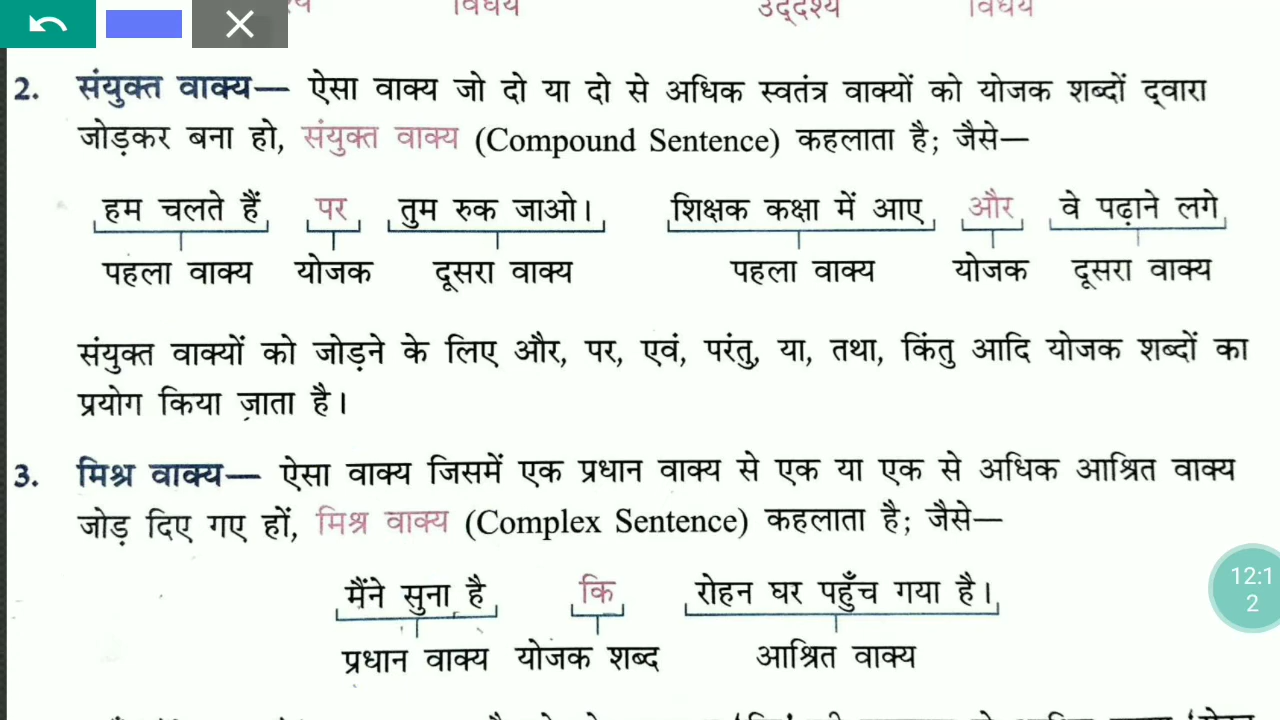 विधेय उद्देश्य विधेय
2. संयुक्त वाक्य— ऐसा वाक्य जो दो या दो से अधिक स्वतंत्र वाक्यों को योजक शब्दों द्वारा
जोड़कर बना हो, संयुक्त वाक्य (Compound Sentence) कहलाता है; जैसे—
हम चलते हैं पर तुम रुक जाओ। शिक्षक कक्षा में आए और वे पढ़ाने लगे
पहला वाक्य योजक दूसरा वाक्य पहला वाक्य योजक दूसरा वाक्य
संयुक्त वाक्यों को जोड़ने के लिए और, पर, एवं, परंतु, या, तथा, किंतु आदि योजक शब्दों का
प्रयोग किया जाता है।
3. मिश्र वाक्य— ऐसा वाक्य जिसमें एक प्रधान वाक्य से एक या एक से अधिक आश्रित वाक्य
जोड़ दिए गए हों, मिश्र वाक्य (Complex Sentence) कहलाता है; जैसे—
12:1
2
मैंने सुना है कि रोहन घर पहुँच गया है।
प्रधान वाक्य योजक शब्द आश्रित वाक्य